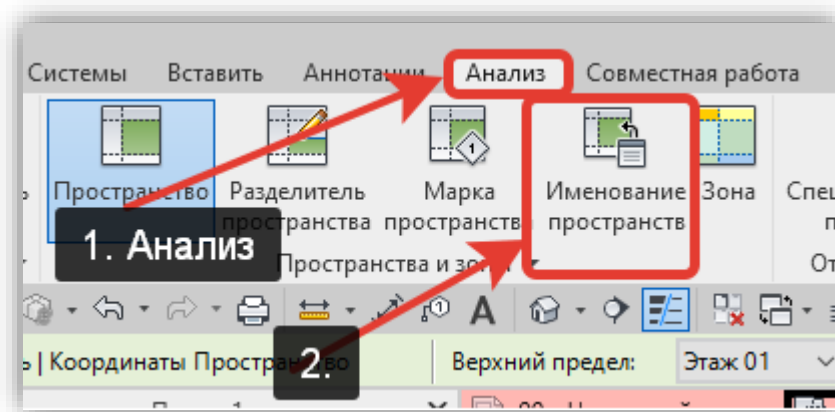 Системы Вставить Аннотации Анализ Совместная работа
Пространство Разделитель пространства Марка пространства Именование пространств Зона
1. Анализ
Пространства и зоны
2.
Координаты Пространство Верхний предел: Этаж 01